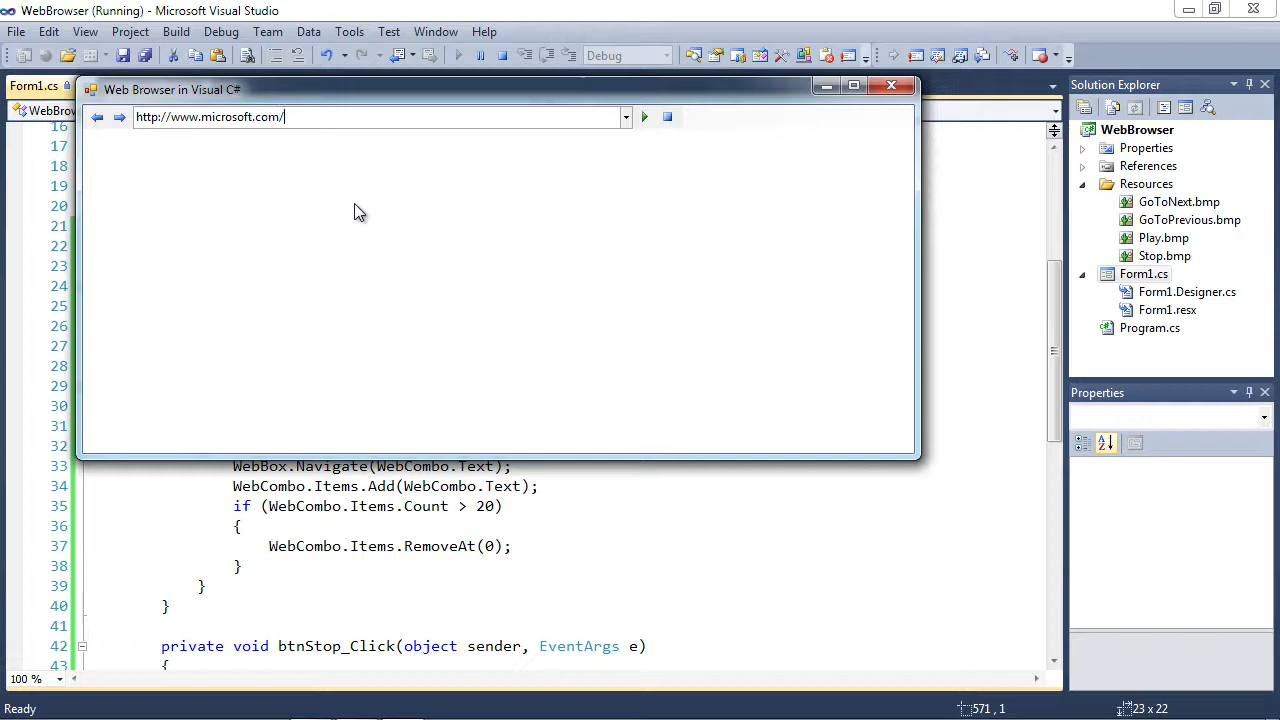 WebBrowser (Running) - Microsoft Visual Studio
File Edit View Project Build Debug Team Data Tools Test Window Help
Debug
Form1.cs
Web Browser in Visual C#
Solution Explorer
WebBrow
http://www.microsoft.com/
WebBrowser
Properties
References
Resources
GoToNext.bmp
GoToPrevious.bmp
Play.bmp
Stop.bmp
Form1.cs
Form1.Designer.cs
Form1.resx
Program.cs
Properties
16
17
18
19
20
21
22
23
24
25
26
27
28
29
30
31
32
33 WebBox.Navigate(WebCombo.Text);
34 WebCombo.Items.Add(WebCombo.Text);
35 if (WebCombo.Items.Count > 20)
36 {
37 WebCombo.Items.RemoveAt(0);
38 }
39 }
40 }
41
42 private void btnStop_Click(object sender, EventArgs e)
43 {
100 %
Ready 571 , 1 23 x 22